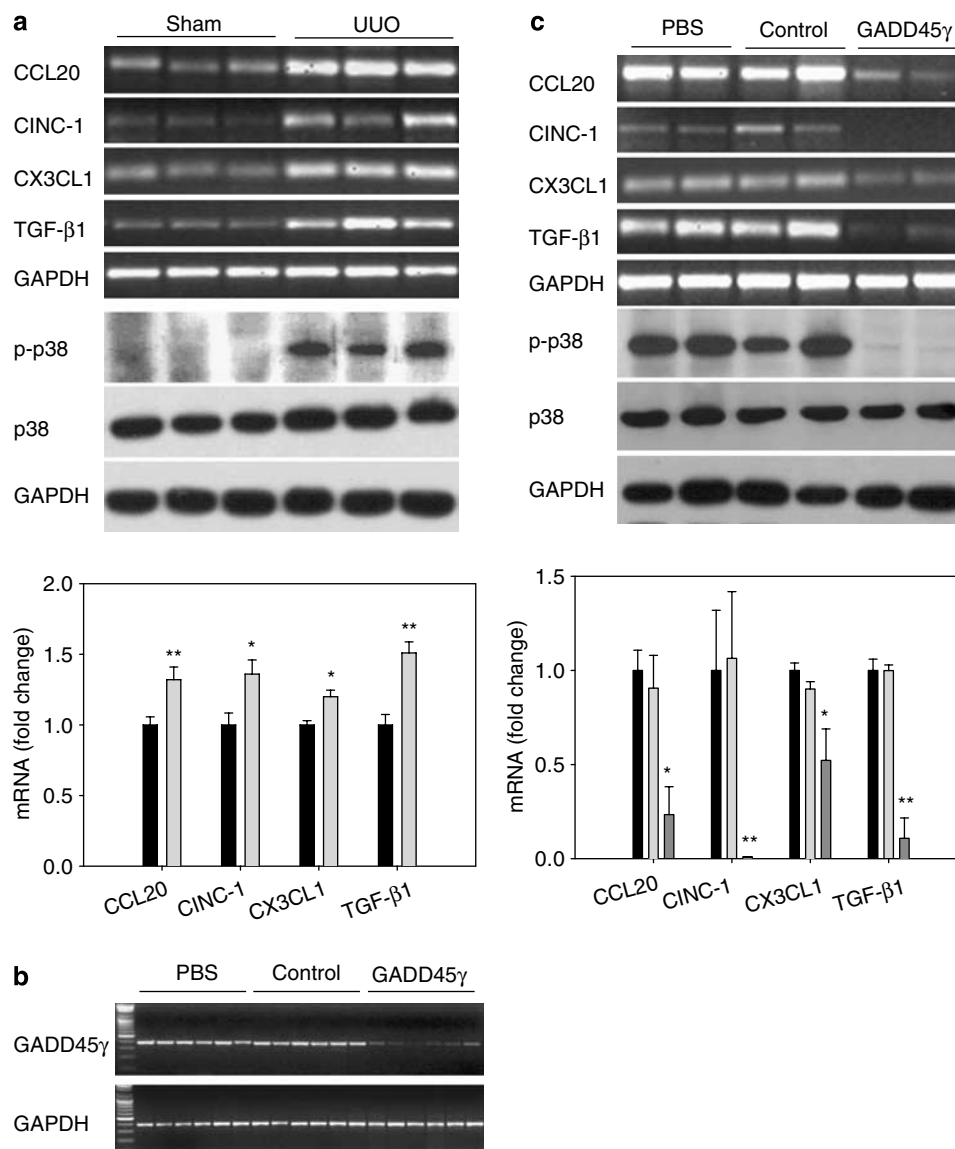 a
Sham UUO
CCL20
CINC-1
CX3CL1
TGF-β1
GAPDH
p-p38
p38
GAPDH
mRNA (fold change)
2.0
1.5
1.0
0.5
0.0
** * * **
CCL20 CINC-1 CX3CL1 TGF-β1
b
PBS Control GADD45γ
GADD45γ
GAPDH
c
PBS Control GADD45γ
CCL20
CINC-1
CX3CL1
TGF-β1
GAPDH
p-p38
p38
GAPDH
mRNA (fold change)
1.5
1.0
0.5
0.0
* ** * **
CCL20 CINC-1 CX3CL1 TGF-β1